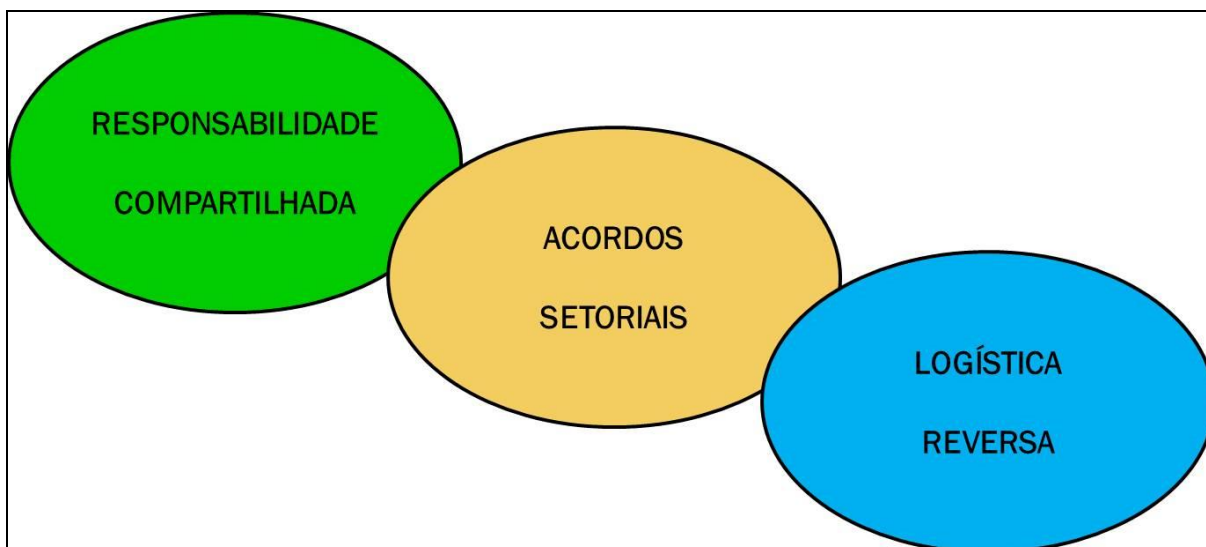 RESPONSABILIDADE
COMPARTILHADA
ACORDOS
SETORIAIS
LOGÍSTICA
REVERSA